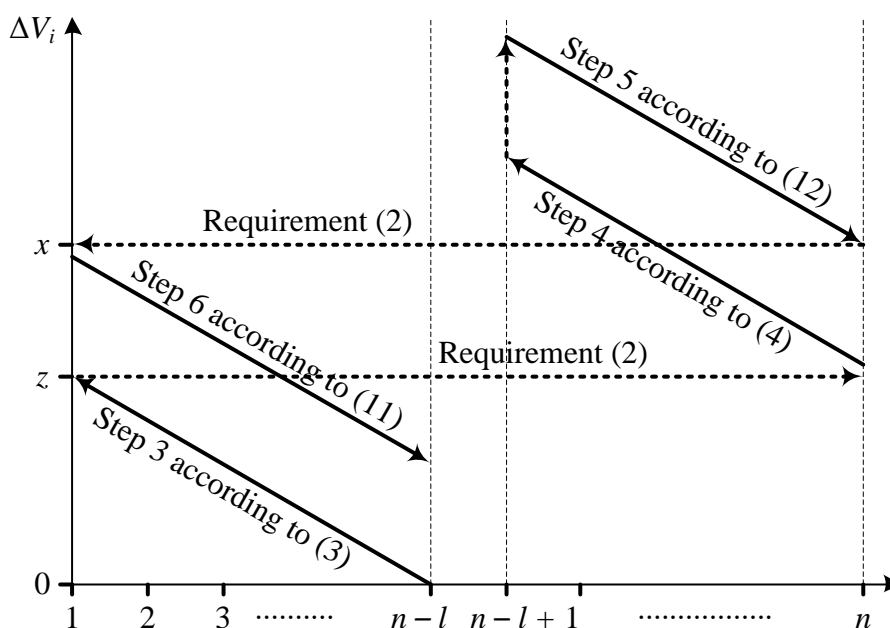 ΔVi
Step 5 according to (12)
Requirement (2)
x
Step 4 according to (4)
Step 6 according to (11)
Requirement (2)
z
Step 3 according to (3)
0
1 2 3 ........... n – l n – l + 1 .................... n